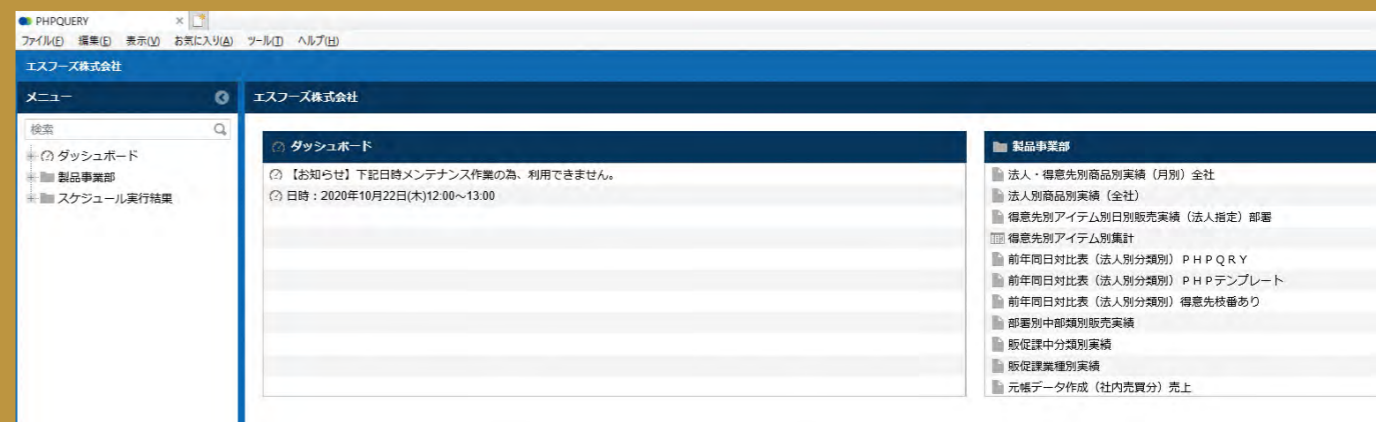 PHPQUERY
ファイル(F) 編集(E) 表示(V) お気に入り(A) ツール(T) ヘルプ(H)
エスフーズ株式会社
メニュー
検索
ダッシュボード
製品事業部
スケジュール実行結果
エスフーズ株式会社
ダッシュボード
【お知らせ】下記日時メンテナンス作業の為、利用できません。
日時：2020年10月22日(木)12:00～13:00
製品事業部
法人・得意先別商品別実績（月別）全社
法人別商品別実績（全社）
得意先別アイテム別日別販売実績（法人指定）部署
得意先別アイテム別集計
前年同日対比表（法人別分類別）ＰＨＰＱＲＹ
前年同日対比表（法人別分類別）ＰＨＰテンプレート
前年同日対比表（法人別分類別）得意先枝番あり
部署別中部類別販売実績
販促課中分類別実績
販促課業種別実績
元帳データ作成（社内売買分）売上